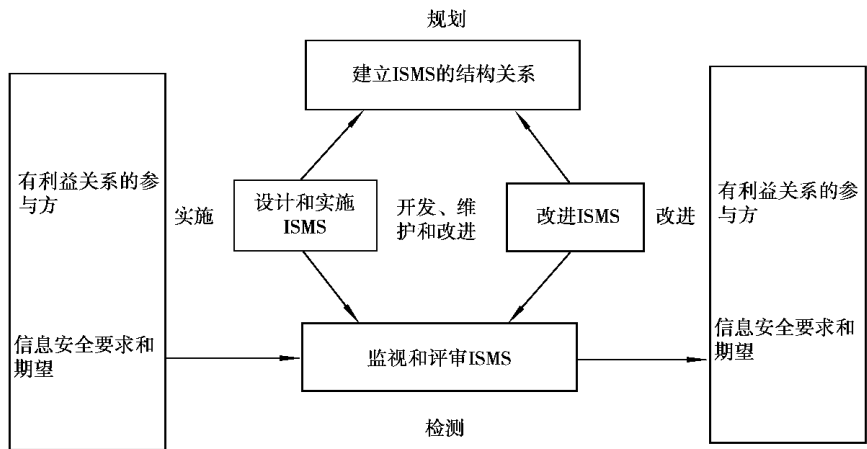 规划
建立ISMS的结构关系
有利益关系的参
与方
信息安全要求和
期望
实施
设计和实施
ISMS
开发、维
护和改进
改进ISMS
改进
有利益关系的参
与方
信息安全要求和
期望
监视和评审ISMS
检测